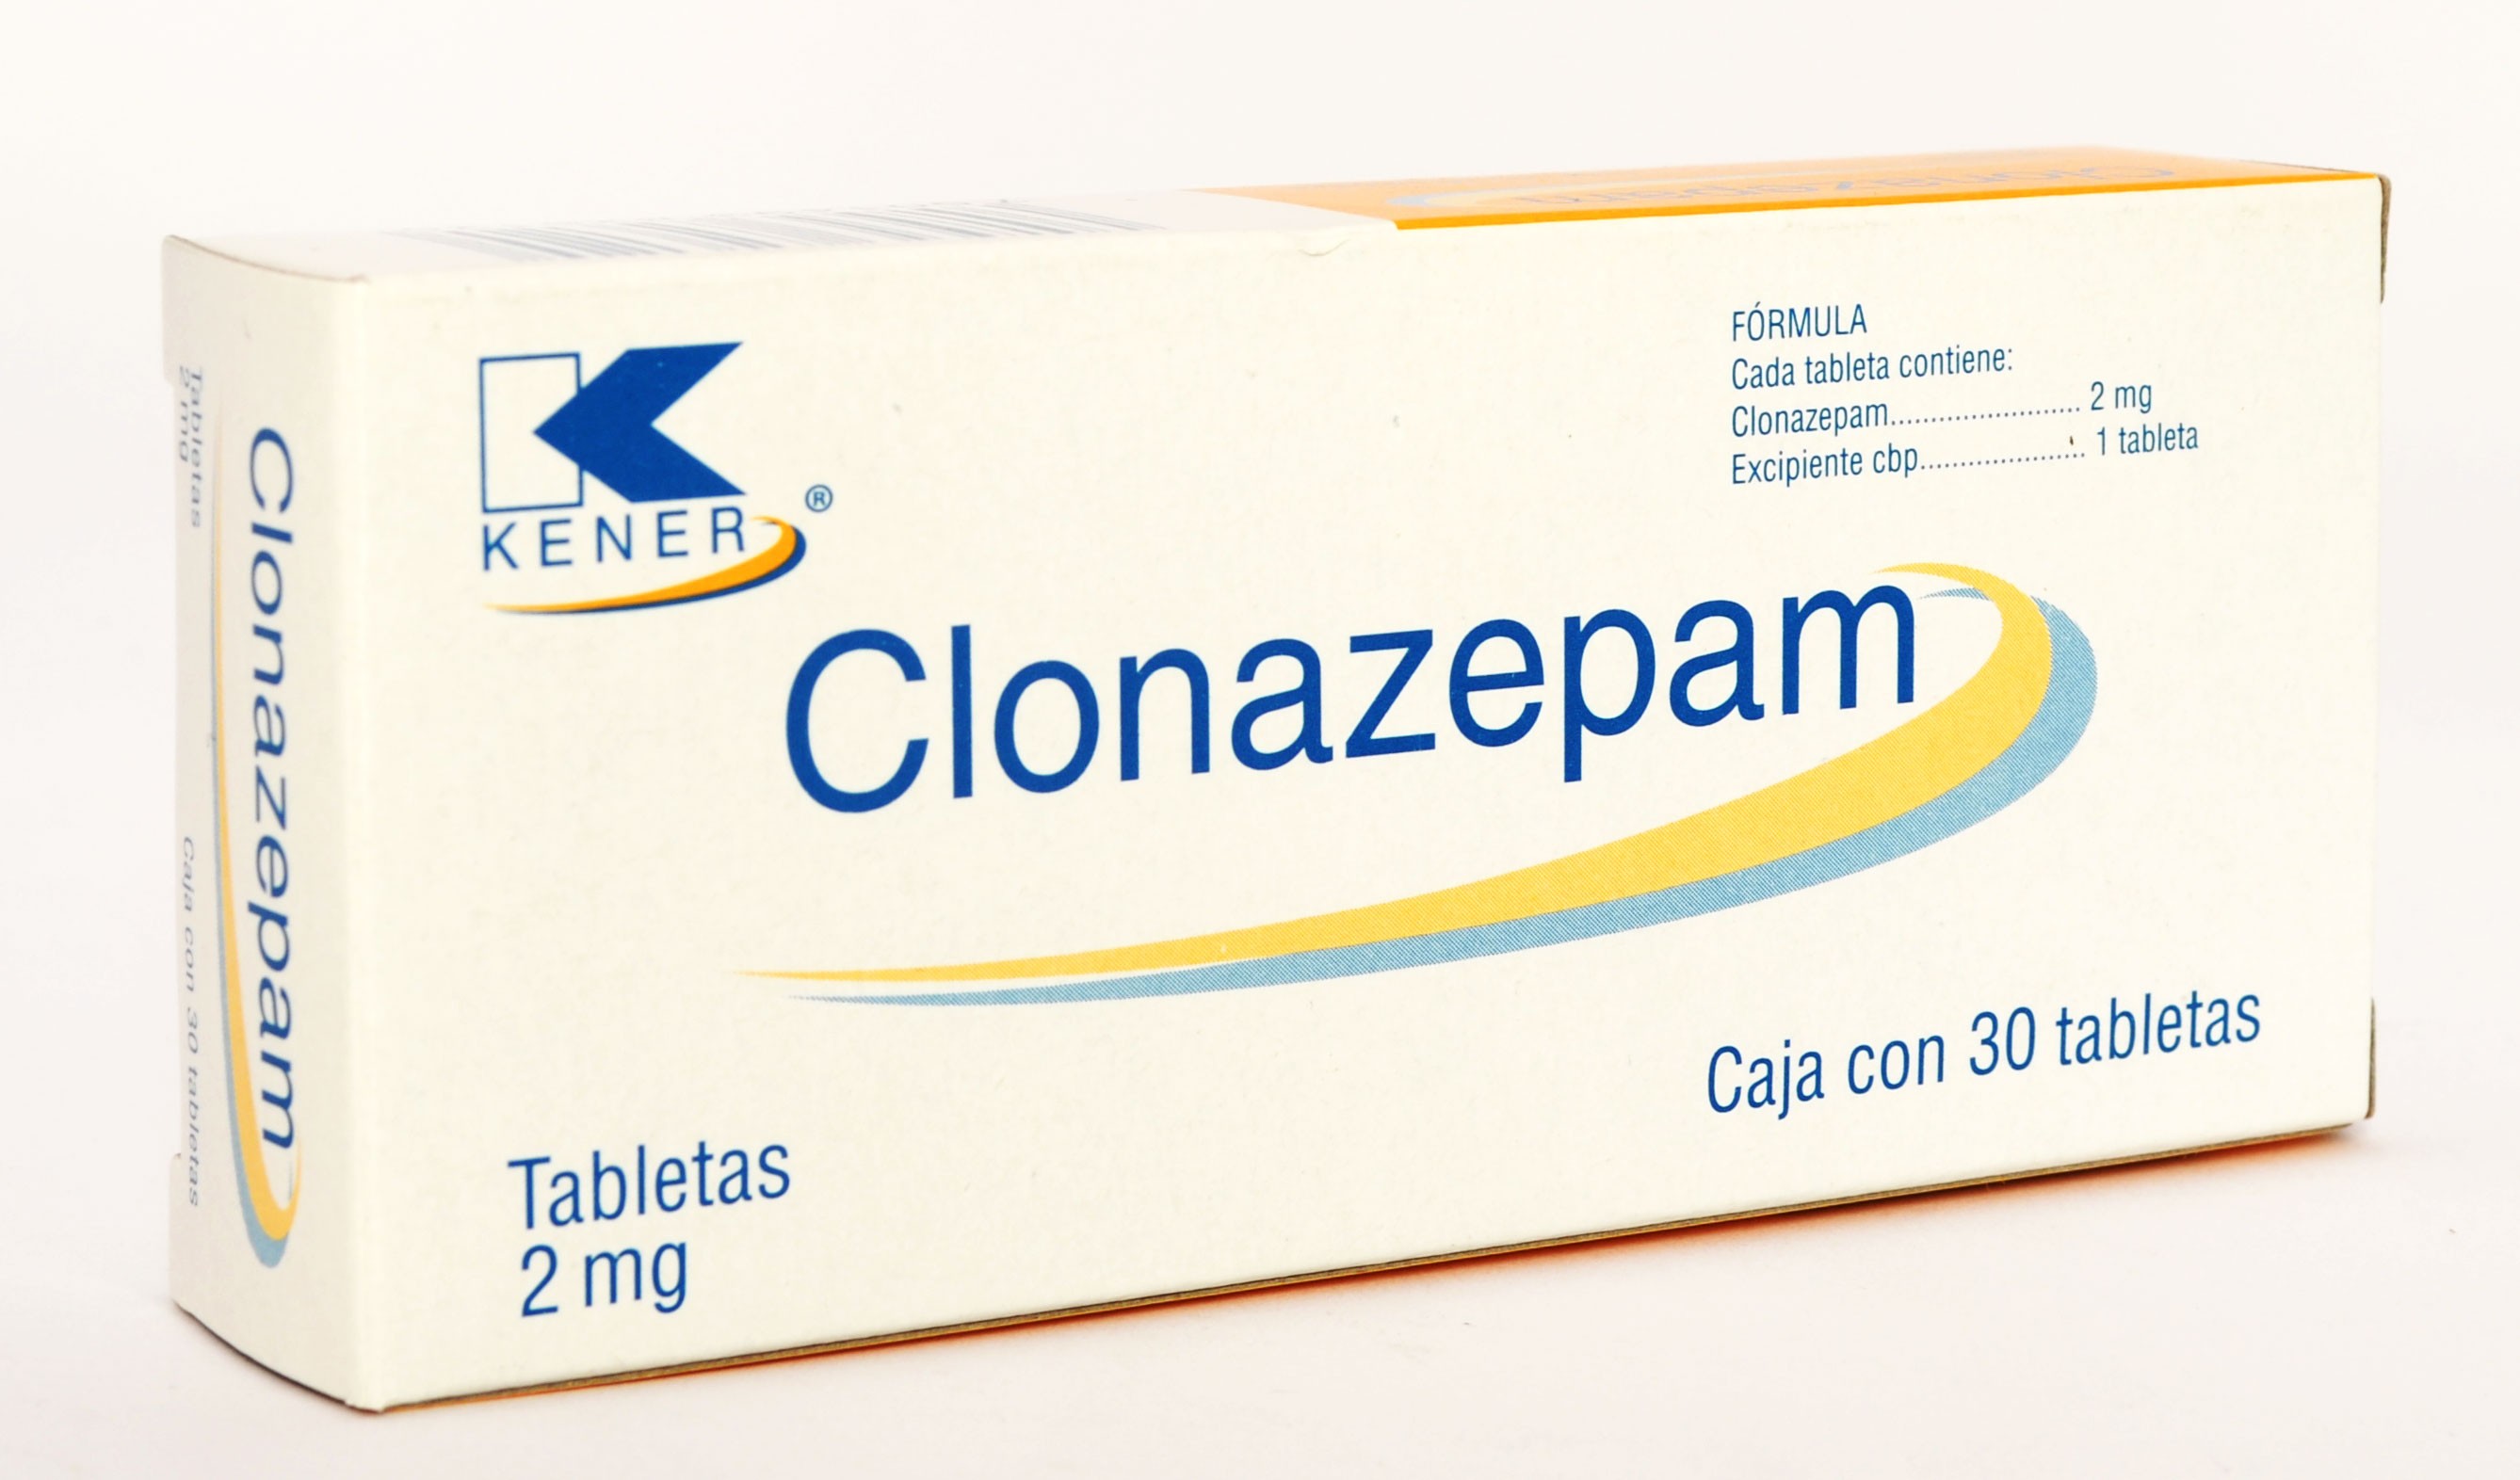 KENER®
FÓRMULA
Cada tableta contiene:
Clonazepam........................ 2 mg
Excipiente cbp..................... 1 tableta
Clonazepam
Caja con 30 tabletas
Tabletas
2 mg
Clonazepam
Tabletas
2 mg
Caja con 30 tabletas
Clonazepam